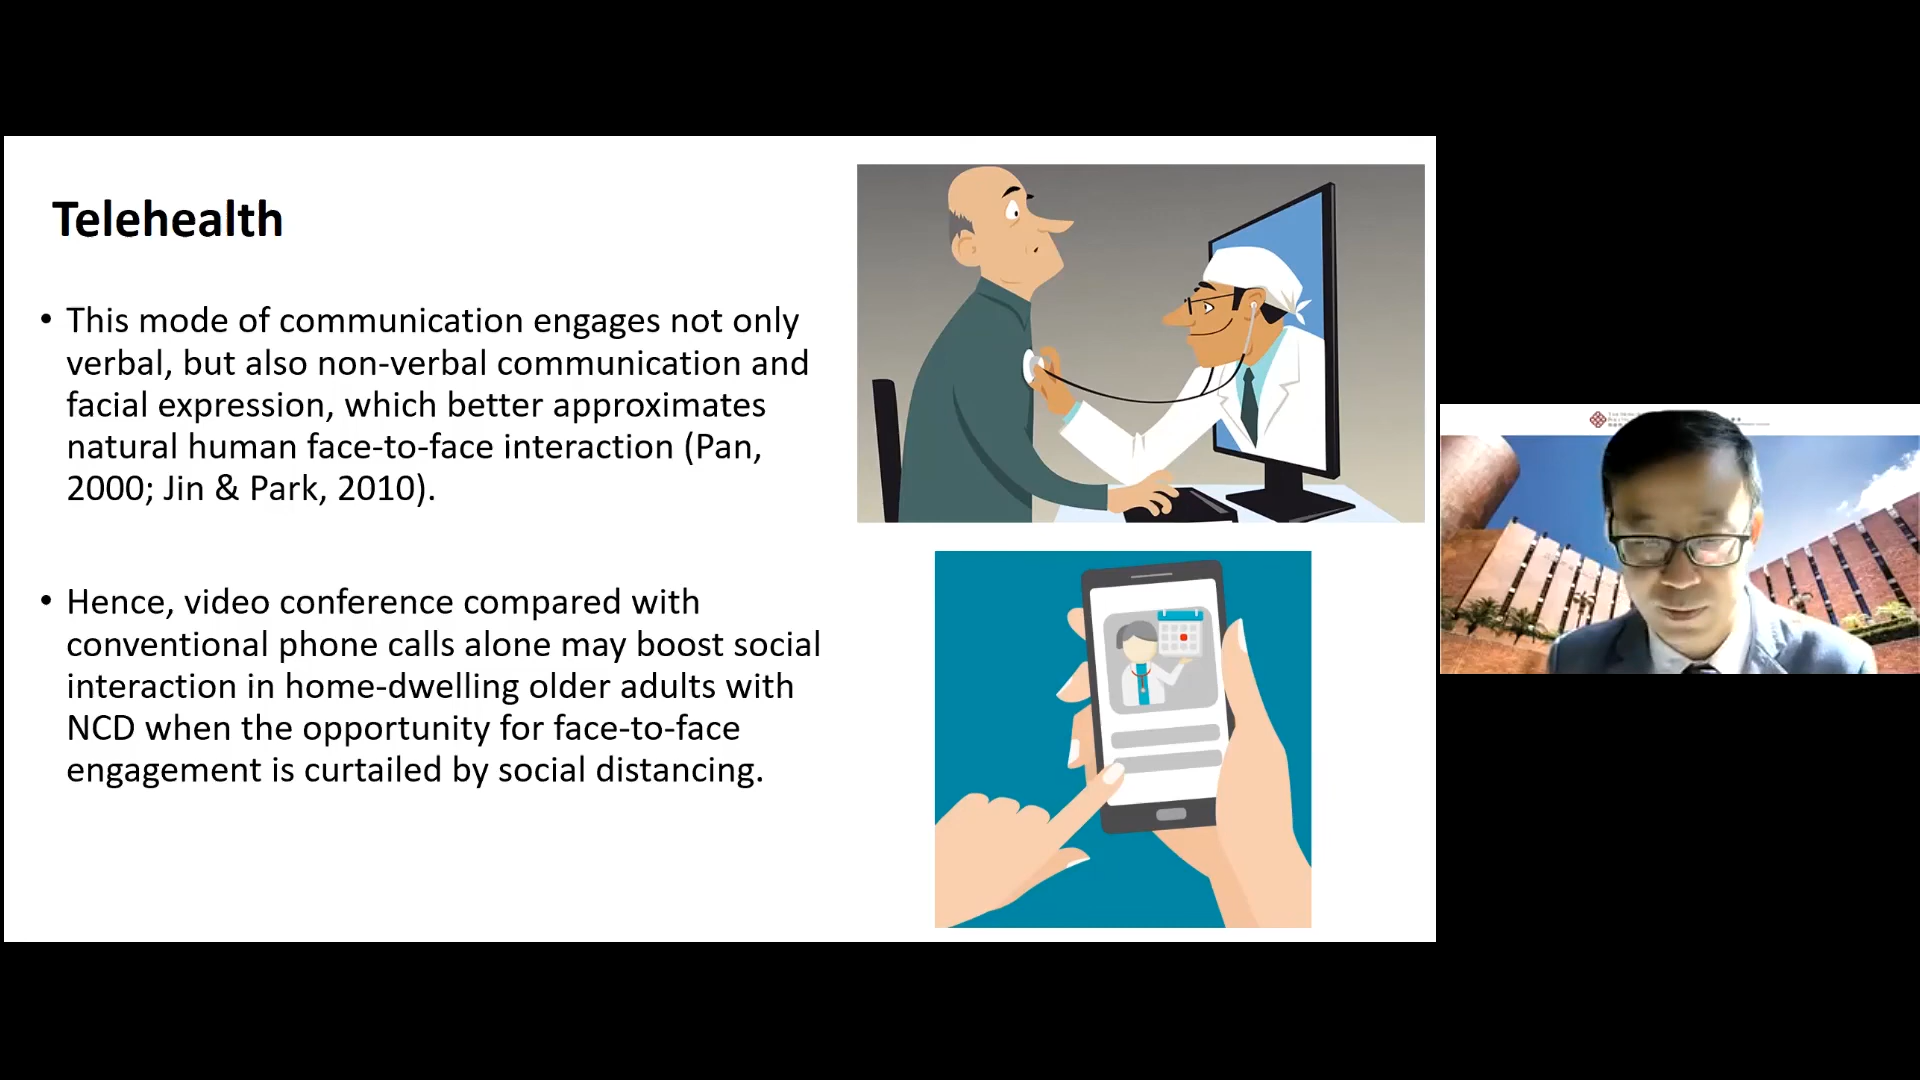 Telehealth
• This mode of communication engages not only
verbal, but also non-verbal communication and
facial expression, which better approximates
natural human face-to-face interaction (Pan,
2000; Jin & Park, 2010).
• Hence, video conference compared with
conventional phone calls alone may boost social
interaction in home-dwelling older adults with
NCD when the opportunity for face-to-face
engagement is curtailed by social distancing.